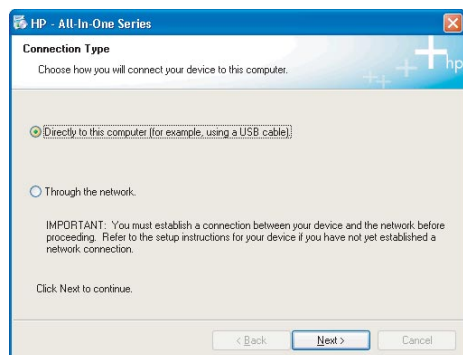 HP - All-In-One Series
Connection Type
Choose how you will connect your device to this computer.
hp
Directly to this computer (for example, using a USB cable).
Through the network.
IMPORTANT: You must establish a connection between your device and the network before
proceeding. Refer to the setup instructions for your device if you have not yet established a
network connection.
Click Next to continue.
< Back
Next >
Cancel